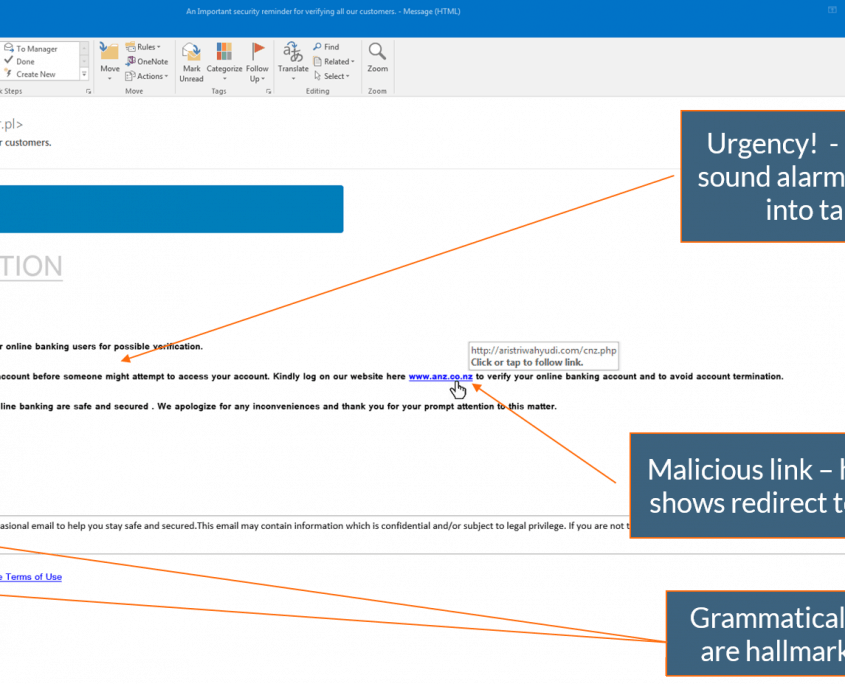 An Important security reminder for verifying all our customers. - Message (HTML)
To Manager
Done
Create New
Steps
Move
Rules
OneNote
Actions
Move
Mark Unread
Categorize
Follow Up
Tags
Translate
Find
Related
Select
Editing
Zoom
Zoom
.pl>
customers.
Urgency! -
sound alarm
into ta
TION
online banking users for possible verification.
http://aristriwahyudi.com/cnz.php
Click or tap to follow link.
account before someone might attempt to access your account. Kindly log on our website here www.anz.co.nz to verify your online banking account and to avoid account termination.
line banking are safe and secured . We apologize for any inconveniences and thank you for your prompt attention to this matter.
Malicious link – h
shows redirect t
asional email to help you stay safe and secured.This email may contain information which is confidential and/or subject to legal privilege. If you are not t
e Terms of Use
Grammatical
are hallmark